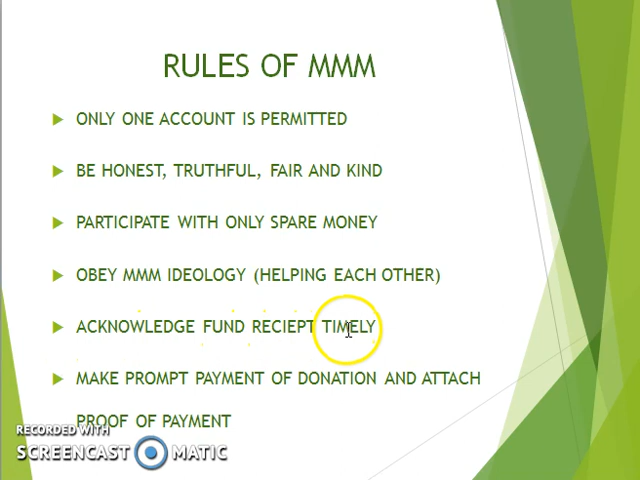 RULES OF MMM
ONLY ONE ACCOUNT IS PERMITTED
BE HONEST, TRUTHFUL, FAIR AND KIND
PARTICIPATE WITH ONLY SPARE MONEY
OBEY MMM IDEOLOGY (HELPING EACH OTHER)
ACKNOWLEDGE FUND RECIEPT TIMELY
MAKE PROMPT PAYMENT OF DONATION AND ATTACH
PROOF OF PAYMENT
RECORDED WITH
SCREENCAST MATIC